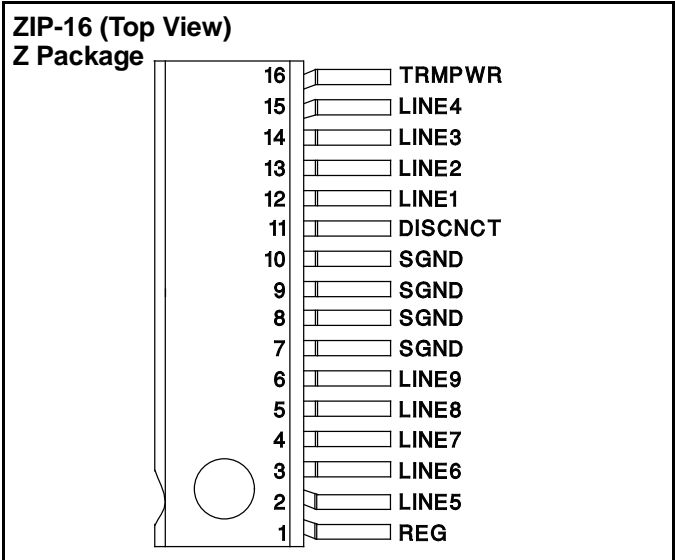 ZIP-16 (Top View)
Z Package
16 TRMPWR
15 LINE4
14 LINE3
13 LINE2
12 LINE1
11 DISCNCT
10 SGND
9 SGND
8 SGND
7 SGND
6 LINE9
5 LINE8
4 LINE7
3 LINE6
2 LINE5
1 REG